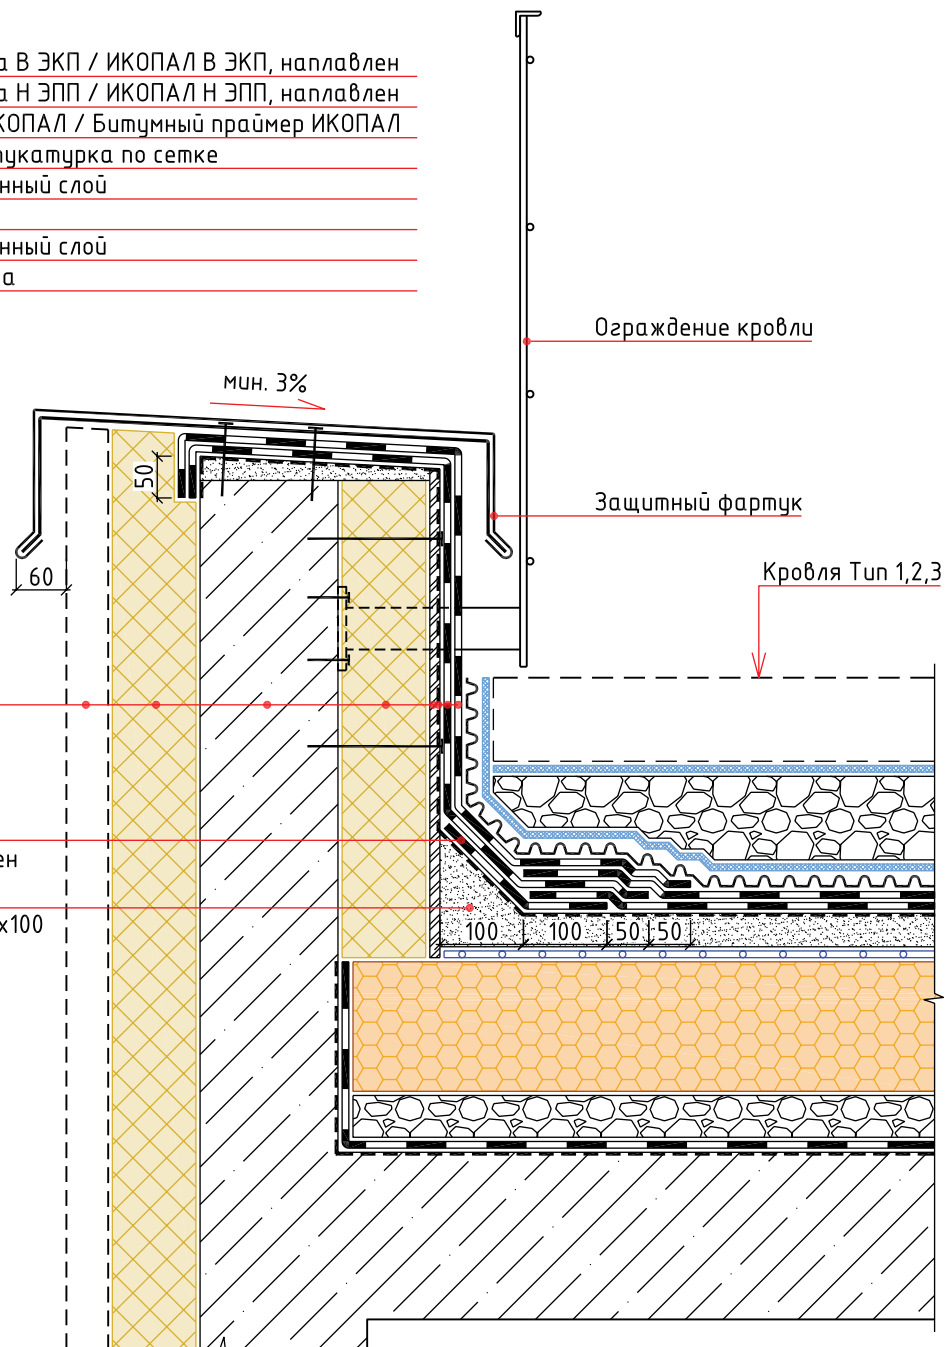 а В ЭКП / ИКОПАЛ В ЭКП, наплавлен
а Н ЭПП / ИКОПАЛ Н ЭПП, наплавлен
КОПАЛ / Битумный праймер ИКОПАЛ
тукатурка по сетке
нный слой
нный слой
а
Ограждение кровли
мин. 3%
50
Защитный фартук
60
Кровля Тип 1,2,3
ен
х100
100
100
50
50